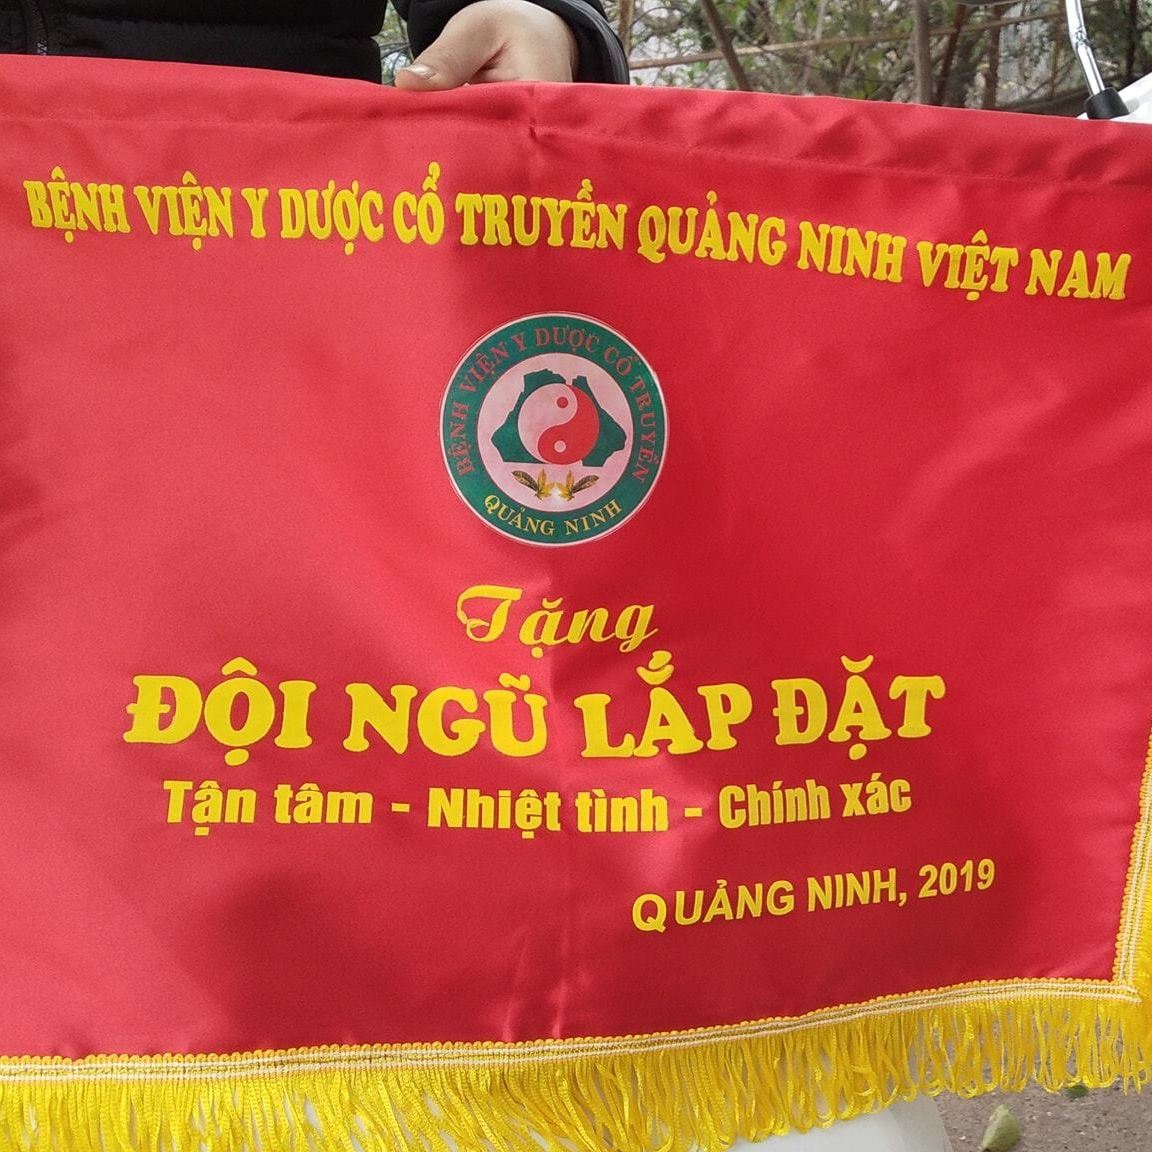 BỆNH VIỆN Y DƯỢC CỔ TRUYỀN QUẢNG NINH VIỆT NAM
BỆNH VIỆN Y DƯỢC CỔ TRUYỀN
QUẢNG NINH
Tặng
ĐỘI NGŨ LẮP ĐẶT
Tận tâm - Nhiệt tình - Chính xác
QUẢNG NINH, 2019